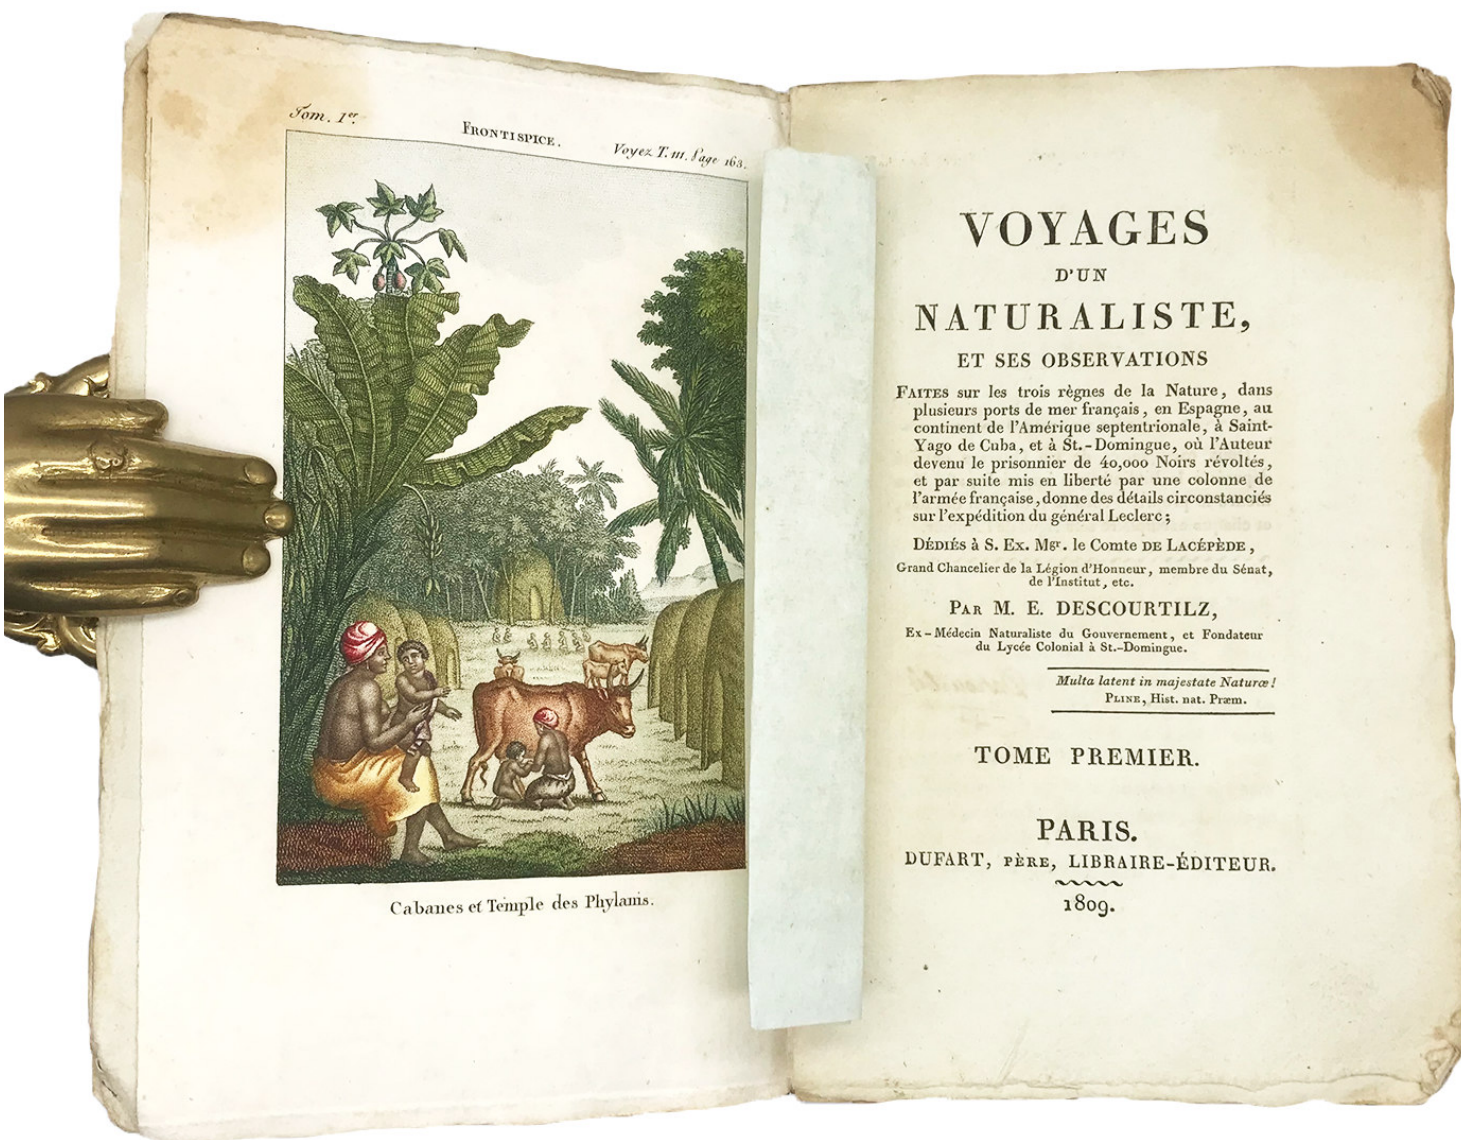 Tom. 1er.
FRONTISPICE.
Voyez T. III. Page 163.
Cabanes et Temple des Phylanis.
VOYAGES
D'UN
NATURALISTE,
ET SES OBSERVATIONS
FAITES sur les trois règnes de la Nature, dans
plusieurs ports de mer français, en Espagne, au
continent de l'Amérique septentrionale, à Saint-
Yago de Cuba, et à St.-Domingue, où l'Auteur
devenu le prisonnier de 40,000 Noirs révoltés,
et par suite mis en liberté par une colonne de
l'armée française, donne des détails circonstanciés
sur l'expédition du général Leclerc;
DÉDIÉS à S. Ex. Mgr. le Comte DE LACÉPÈDE,
Grand Chancelier de la Légion d'Honneur, membre du Sénat,
de l'Institut, etc.
PAR M. E. DESCOURTILZ,
Ex-Médecin Naturaliste du Gouvernement, et Fondateur
du Lycée Colonial à St.-Domingue.
Multa latent in majestate Naturæ!
PLINE, Hist. nat. Præm.
TOME PREMIER.
PARIS.
DUFART, PÈRE, LIBRAIRE-ÉDITEUR.
1809.